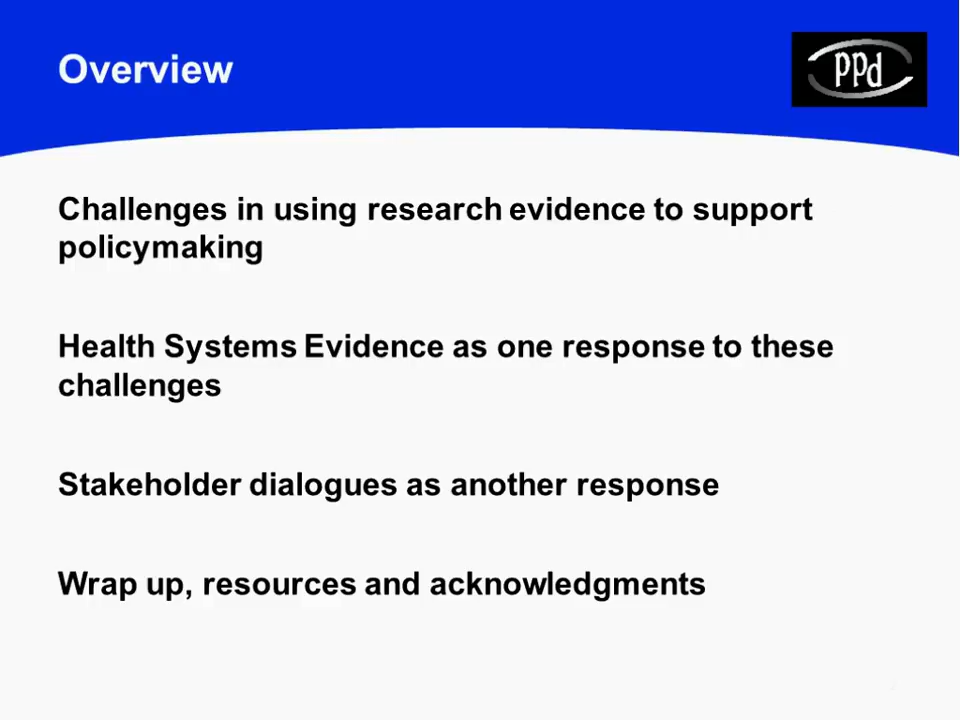 Overview
PPd
Challenges in using research evidence to support
policymaking
Health Systems Evidence as one response to these
challenges
Stakeholder dialogues as another response
Wrap up, resources and acknowledgments